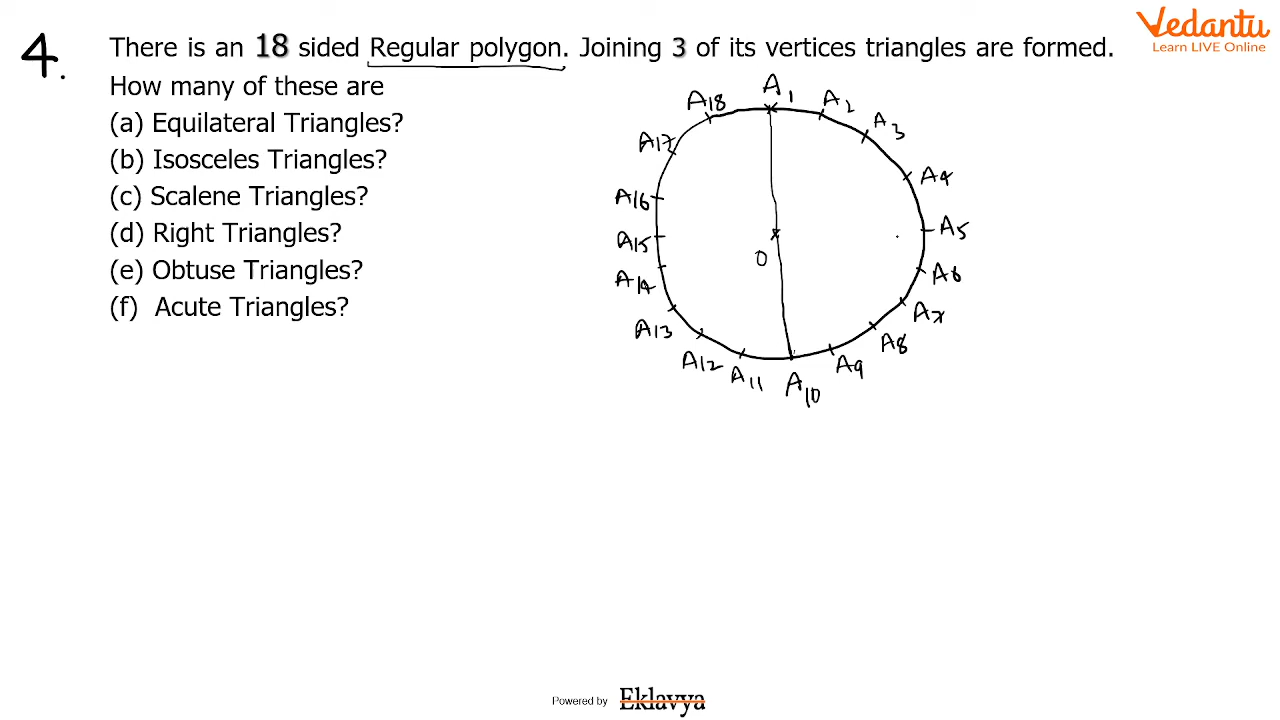 Vedantu
Learn LIVE Online
4. There is an 18 sided Regular polygon. Joining 3 of its vertices triangles are formed.
How many of these are
(a) Equilateral Triangles?
(b) Isosceles Triangles?
(c) Scalene Triangles?
(d) Right Triangles?
(e) Obtuse Triangles?
(f) Acute Triangles?
A1
A2
A3
A4
A5
A6
A7
A8
A9
A10
A11
A12
A13
A14
A15
A16
A17
A18
O
Powered by Eklavya